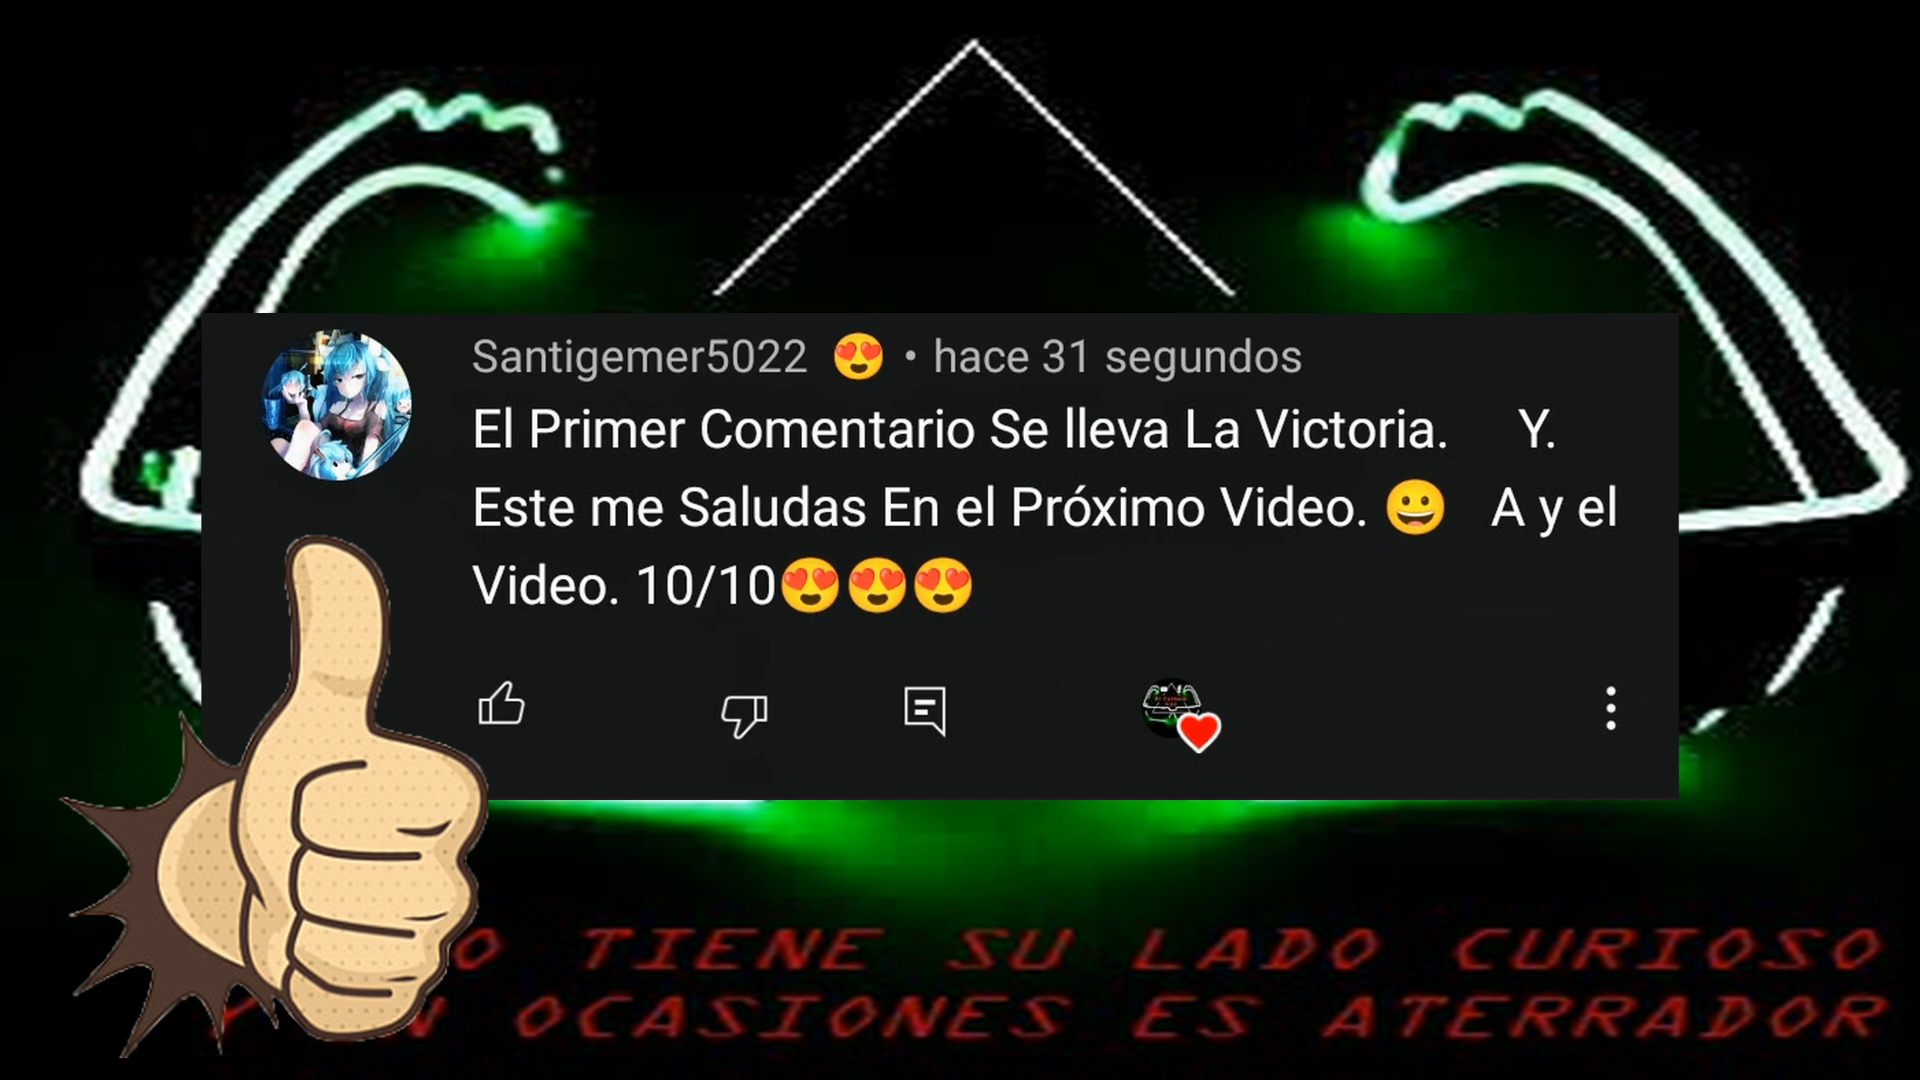 Santigemer5022 😍 • hace 31 segundos
El Primer Comentario Se lleva La Victoria. Y.
Este me Saludas En el Próximo Video. 😀 A y el
Video. 10/10😍😍😍
TIENE SU LADO CURIOSO
OCASIONES ES ATERRADOR